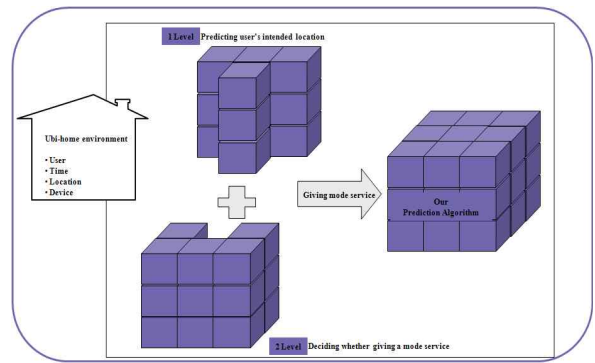 1 Level Predicting user's intended location
Ubi-home environment
• User
• Time
• Location
• Device
Giving mode service
Our
Prediction Algorithm
2 Level Deciding whether giving a mode service